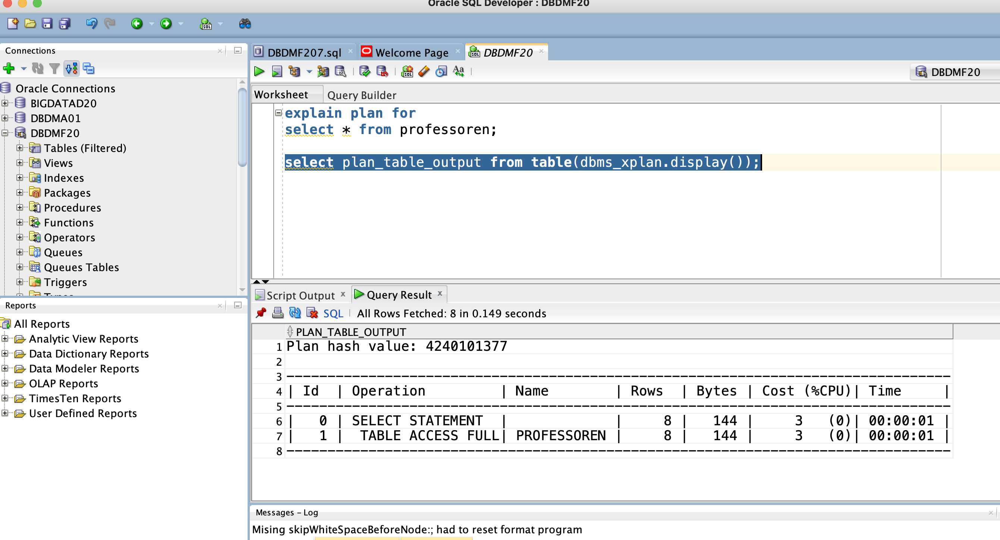 Oracle SQL Developer : DBDMF20
Connections
Oracle Connections
BIGDATAD20
DBDMA01
DBDMF20
Tables (Filtered)
Views
Indexes
Packages
Procedures
Functions
Operators
Queues
Queues Tables
Triggers
Types
Reports
All Reports
Analytic View Reports
Data Dictionary Reports
Data Modeler Reports
OLAP Reports
TimesTen Reports
User Defined Reports
DBDMF207.sql Welcome Page DBDMF20
DBDMF20
Worksheet Query Builder
explain plan for
select * from professoren;
select plan_table_output from table(dbms_xplan.display());
Script Output Query Result
SQL All Rows Fetched: 8 in 0.149 seconds
PLAN_TABLE_OUTPUT
1 Plan hash value: 4240101377
2
3 ---------------------------------------------------------------------------------
4 | Id  | Operation         | Name        | Rows  | Bytes | Cost (%CPU)| Time     |
5 ---------------------------------------------------------------------------------
6 |   0 | SELECT STATEMENT  |             |     8 |   144 |     3   (0)| 00:00:01 |
7 |   1 |  TABLE ACCESS FULL| PROFESSOREN |     8 |   144 |     3   (0)| 00:00:01 |
8 ---------------------------------------------------------------------------------
Messages - Log
Mising skipWhiteSpaceBeforeNode:; had to reset format program